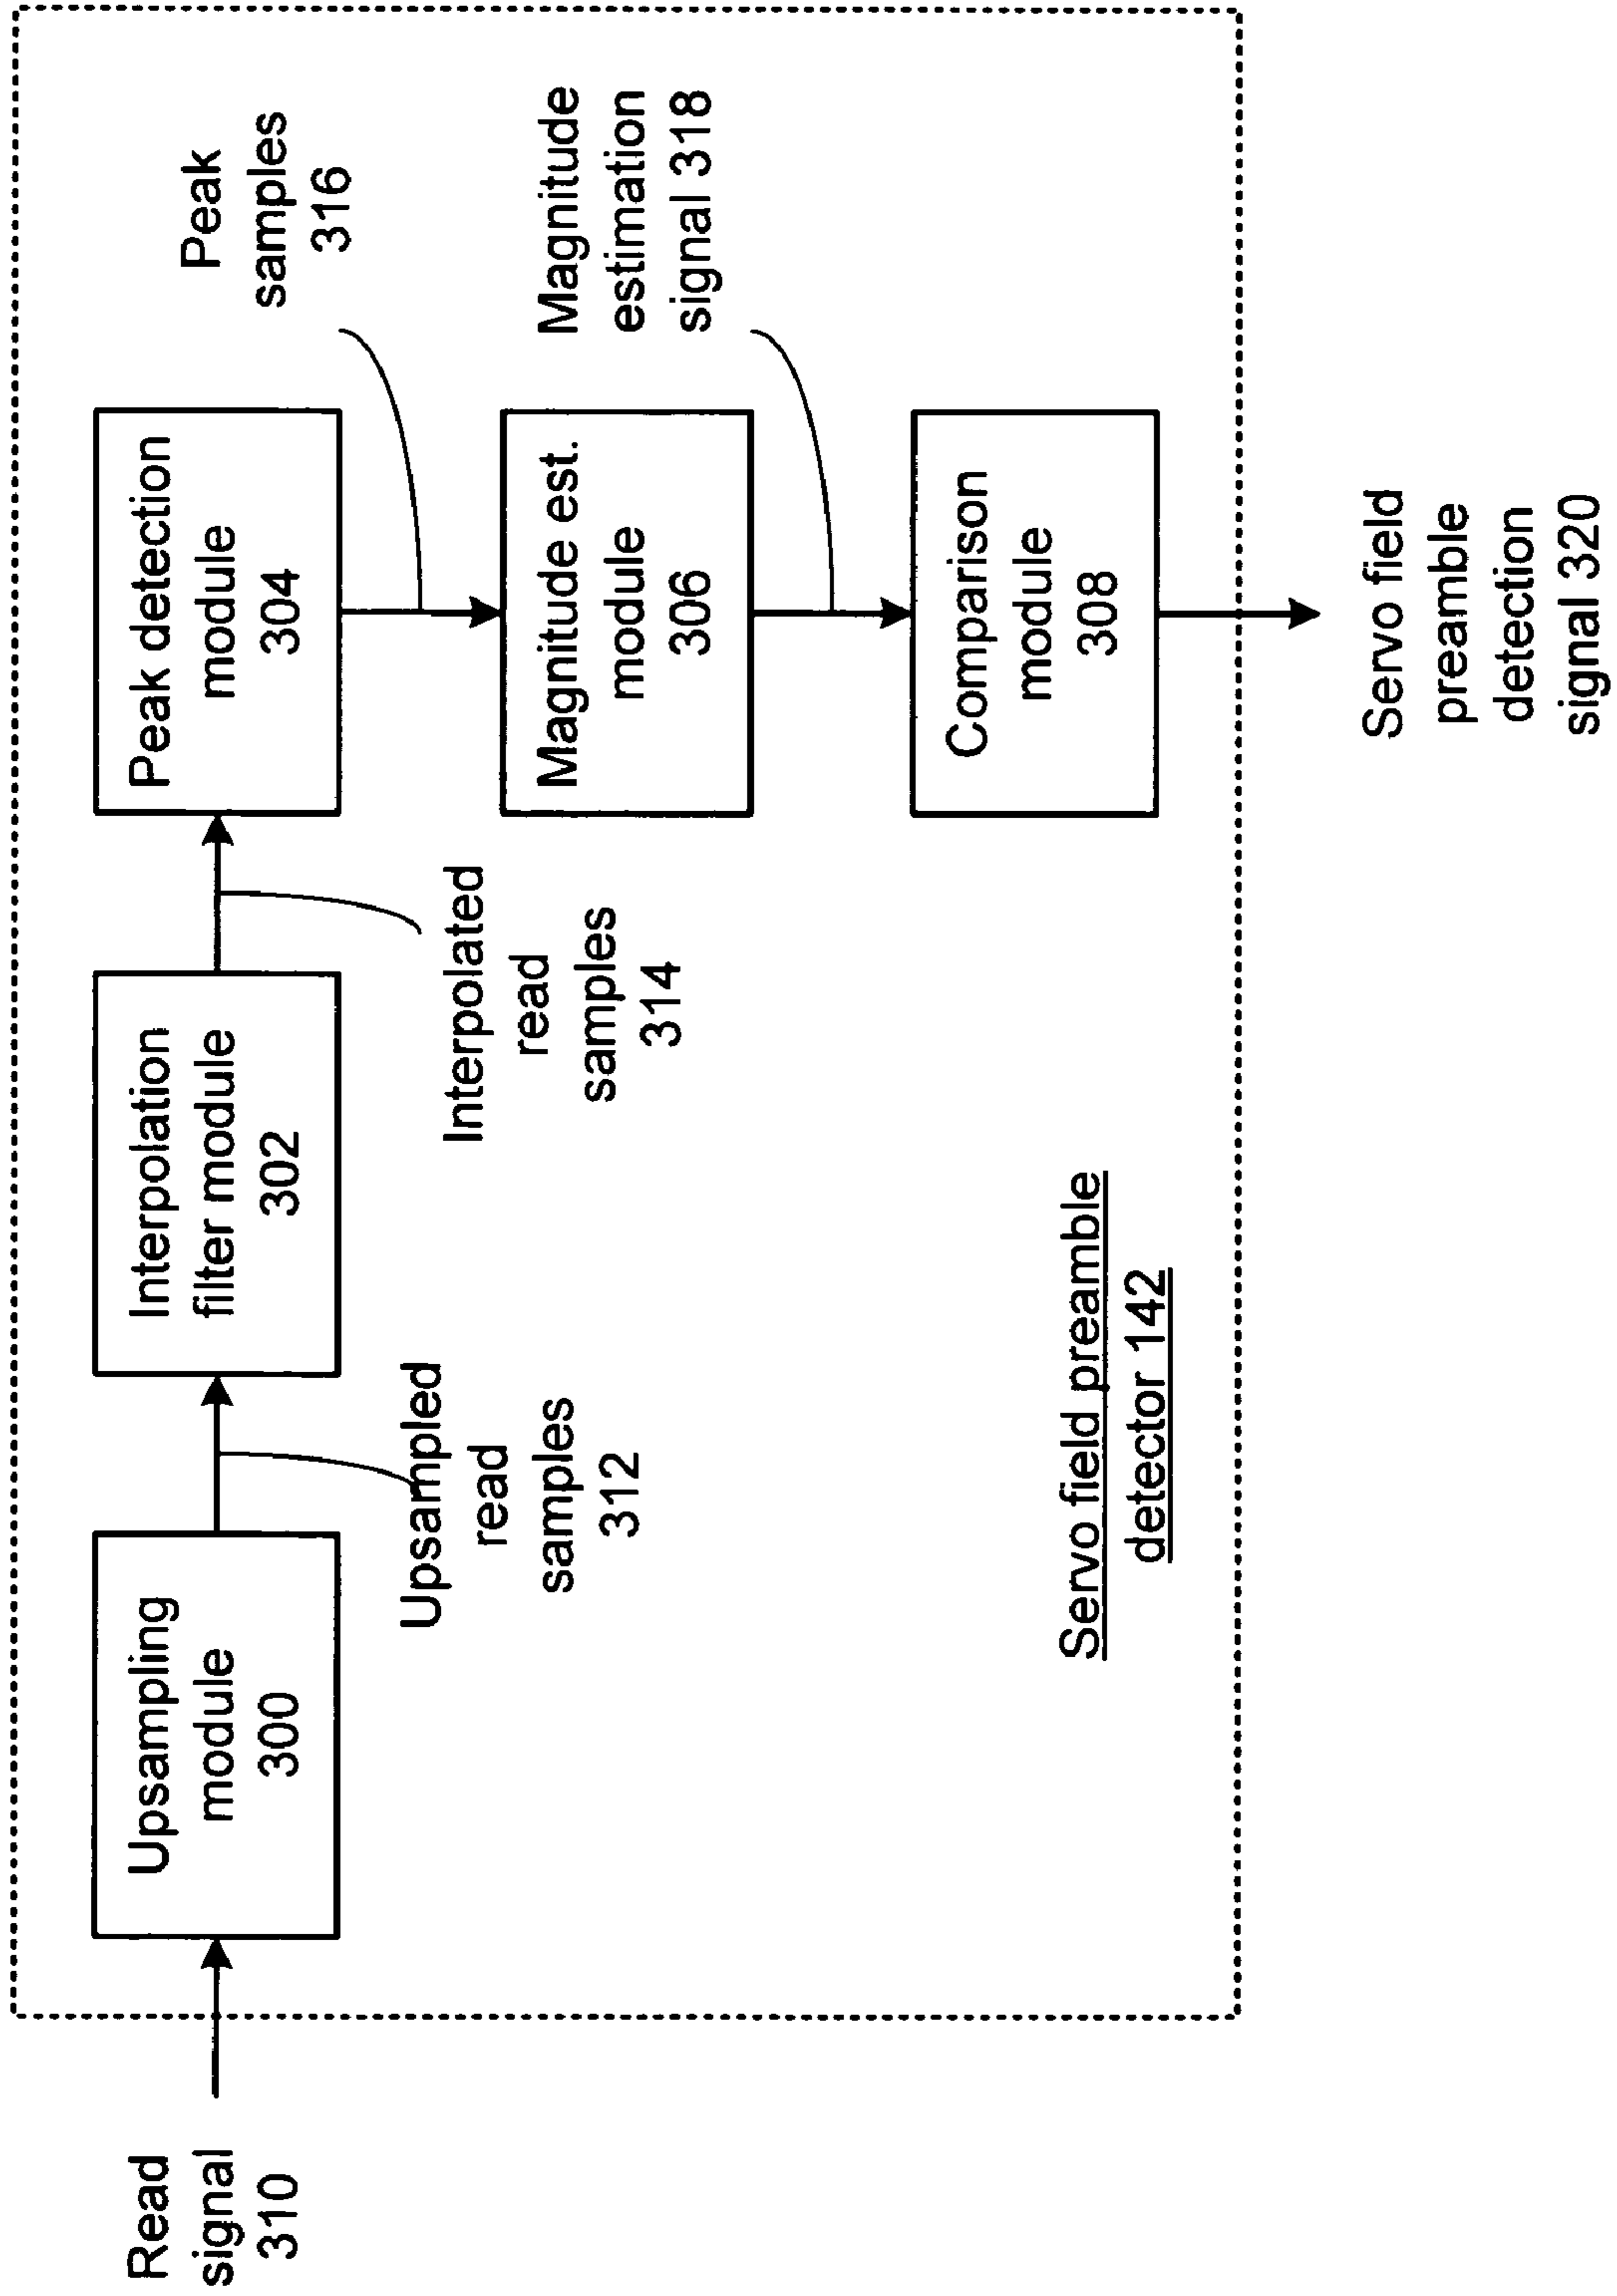 Read
signal
310
Upsampling
module
300
Upsampled
read
samples
312
Interpolation
filter module
302
Interpolated
read
samples
314
Peak detection
module
304
Peak
samples
316
Magnitude est.
module
306
Magnitude
estimation
signal 318
Comparison
module
308
Servo field preamble
detector 142
Servo field
preamble
detection
signal 320